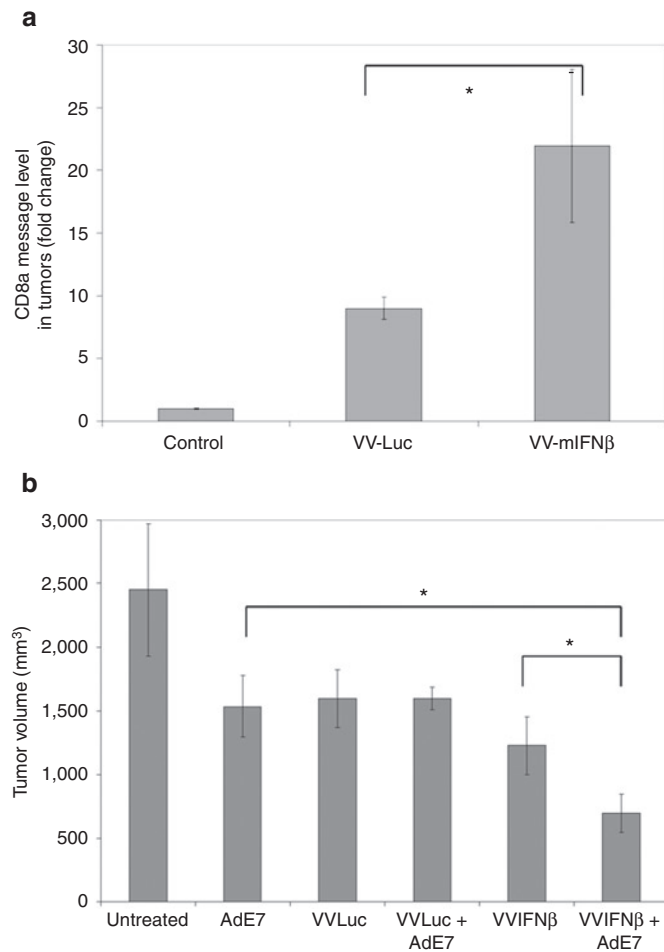 a
CD8a message level
in tumors (fold change)
30
25
20
15
10
5
0
*
Control
VV-Luc
VV-mIFNβ
b
Tumor volume (mm³)
3,000
2,500
2,000
1,500
1,000
500
0
*
*
Untreated
AdE7
VVLuc
VVLuc +
AdE7
VVIFNβ
VVIFNβ +
AdE7